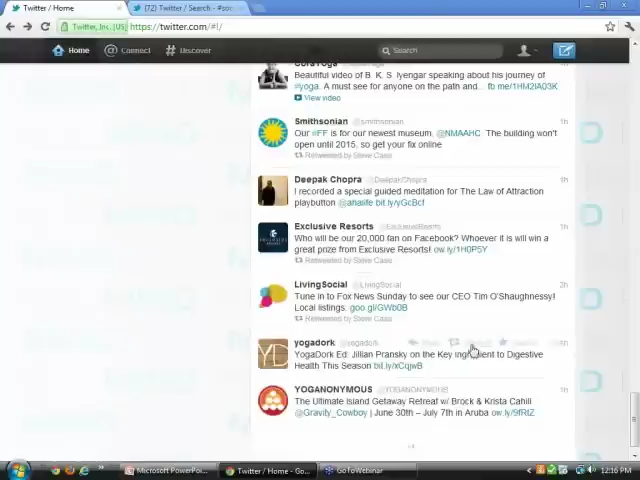 Twitter / Home
(72) Twitter / Search - #soc
Twitter, Inc. [US]
https://twitter.com/#!/
Home
Connect
Discover
Search
Beautiful video of B. K. S. Iyengar speaking about his journey of
#yoga. A must see for anyone on the path and... fb.me/1HM2IA03K
View video
Smithsonian @smithsonian 1h
Our #FF is for our newest museum, @NMAAHC. The building won't
open until 2015, so get your fix online
Retweeted by Steve Case
Deepak Chopra @DeepakChopra 1h
I recorded a special guided meditation for The Law of Attraction
playbutton @ahalife bit.ly/yGcBcf
Exclusive Resorts @ExclusiveResorts 1h
Who will be our 20,000 fan on Facebook? Whoever it is will win a
great prize from Exclusive Resorts! ow.ly/1H0P5Y
Retweeted by Steve Case
LivingSocial @LivingSocial 2h
Tune in to Fox News Sunday to see our CEO Tim O'Shaughnessy!
Local listings. goo.gl/GWb0B
Retweeted by Steve Case
yogadork @yogadork
YogaDork Ed: Jillian Pransky on the Key Ingredient to Digestive
Health This Season bit.ly/xCqjwB
YOGANONYMOUS @YOGANONYMOUS
The Ultimate Island Getaway Retreat w/ Brock & Krista Cahill
@Gravity_Cowboy | June 30th – July 7th in Aruba ow.ly/9fRtZ
Microsoft PowerPoi...
Twitter / Home - Go...
GoToWebinar
12:16 PM